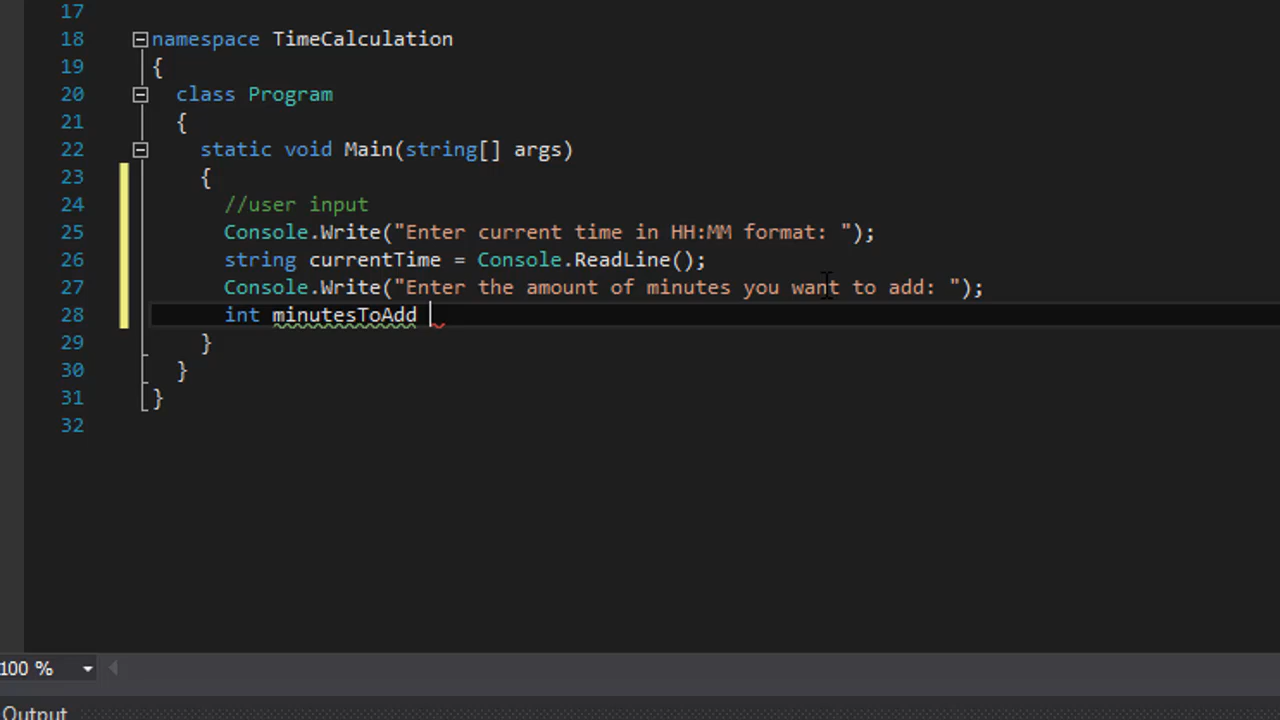 17
18 namespace TimeCalculation
19 {
20 class Program
21 {
22 static void Main(string[] args)
23 {
24 //user input
25 Console.Write("Enter current time in HH:MM format: ");
26 string currentTime = Console.ReadLine();
27 Console.Write("Enter the amount of minutes you want to add: ");
28 int minutesToAdd
29 }
30 }
31 }
32
100 %
Output